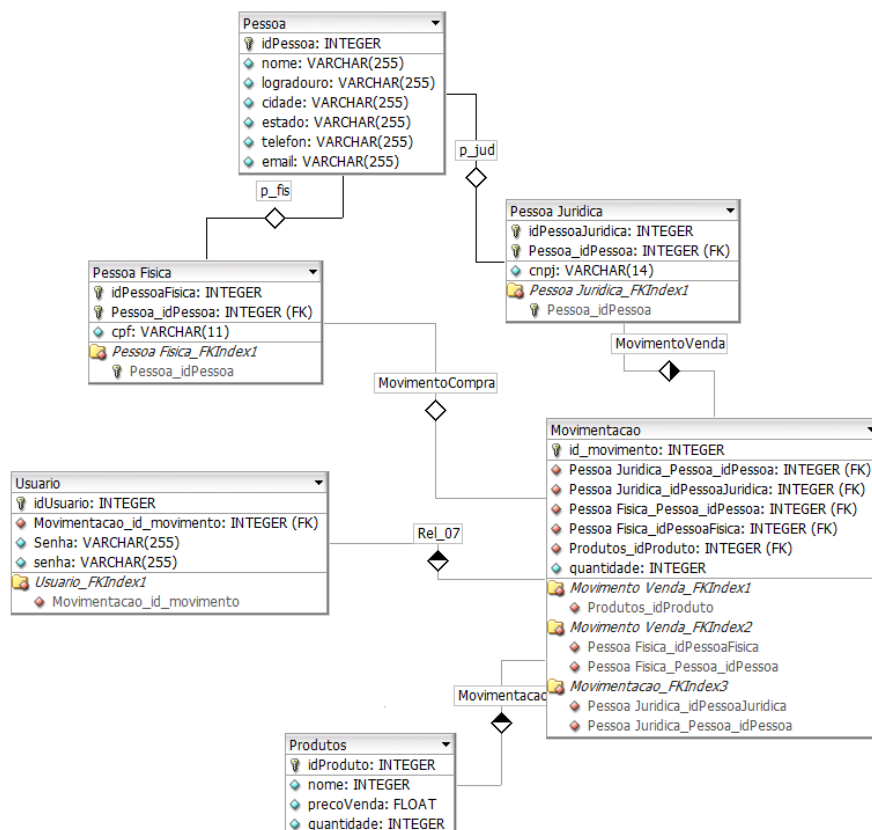 Pessoa
idPessoa: INTEGER
nome: VARCHAR(255)
logradouro: VARCHAR(255)
cidade: VARCHAR(255)
estado: VARCHAR(255)
telefon: VARCHAR(255)
email: VARCHAR(255)
p_jud
p_fis
Pessoa Juridica
idPessoaJuridica: INTEGER
Pessoa_idPessoa: INTEGER (FK)
cnpj: VARCHAR(14)
Pessoa Juridica_FKIndex1
Pessoa_idPessoa
Pessoa Fisica
idPessoaFisica: INTEGER
Pessoa_idPessoa: INTEGER (FK)
cpf: VARCHAR(11)
Pessoa Fisica_FKIndex1
Pessoa_idPessoa
MovimentoVenda
MovimentoCompra
Movimentacao
id_movimento: INTEGER
Pessoa Juridica_Pessoa_idPessoa: INTEGER (FK)
Pessoa Juridica_idPessoaJuridica: INTEGER (FK)
Pessoa Fisica_Pessoa_idPessoa: INTEGER (FK)
Pessoa Fisica_idPessoaFisica: INTEGER (FK)
Produtos_idProduto: INTEGER (FK)
quantidade: INTEGER
Movimento Venda_FKIndex1
Produtos_idProduto
Movimento Venda_FKIndex2
Pessoa Fisica_idPessoaFisica
Pessoa Fisica_Pessoa_idPessoa
Movimentacao_FKIndex3
Pessoa Juridica_idPessoaJuridica
Pessoa Juridica_Pessoa_idPessoa
Usuario
idUsuario: INTEGER
Movimentacao_id_movimento: INTEGER (FK)
Senha: VARCHAR(255)
senha: VARCHAR(255)
Usuario_FKIndex1
Movimentacao_id_movimento
Rel_07
Movimentacao
Produtos
idProduto: INTEGER
nome: INTEGER
precoVenda: FLOAT
quantidade: INTEGER